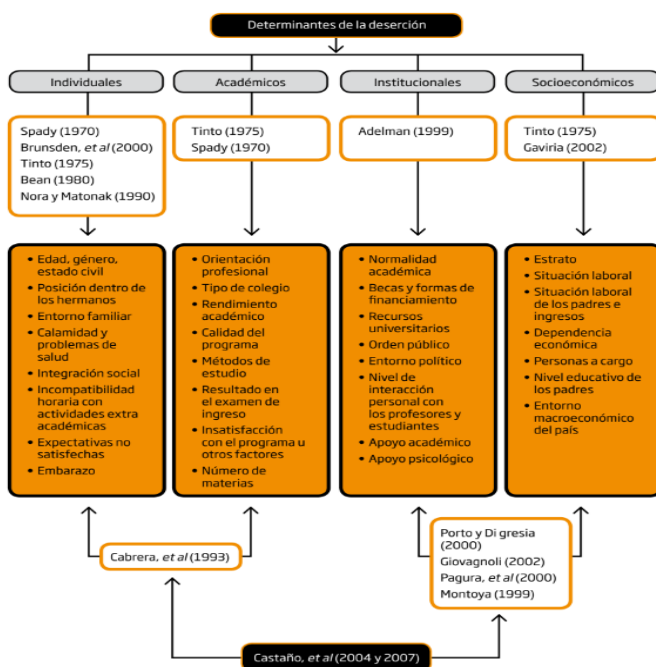 Determinantes de la deserción
Individuales
Académicos
Institucionales
Socioeconómicos
Spady (1970)
Brunsden, et al (2000)
Tinto (1975)
Bean (1980)
Nora y Matonak (1990)
Tinto (1975)
Spady (1970)
Adelman (1999)
Tinto (1975)
Gaviria (2002)
• Edad, género,
estado civil
• Posición dentro de
los hermanos
• Entorno familiar
• Calamidad y
problemas de
salud
• Integración social
• Incompatibilidad
horaria con
actividades extra
académicas
• Expectativas no
satisfechas
• Embarazo
• Orientación
profesional
• Tipo de colegio
• Rendimiento
académico
• Calidad del
programa
• Métodos de
estudio
• Resultado en
el examen de
ingreso
• Insatisfacción
con el programa u
otros factores
• Número de
materias
• Normalidad
académica
• Becas y formas de
financiamiento
• Recursos
universitarios
• Orden público
• Entorno político
• Nivel de
interacción
personal con
los profesores y
estudiantes
• Apoyo académico
• Apoyo psicológico
• Estrato
• Situación laboral
• Situación laboral
de los padres e
ingresos
• Dependencia
económica
• Personas a cargo
• Nivel educativo de
los padres
• Entorno
macroeconómico
del país
Cabrera, et al (1993)
Porto y Di gresia
(2000)
Giovagnoli (2002)
Pagura, et al (2000)
Montoya (1999)
Castaño, et al (2004 y 2007)